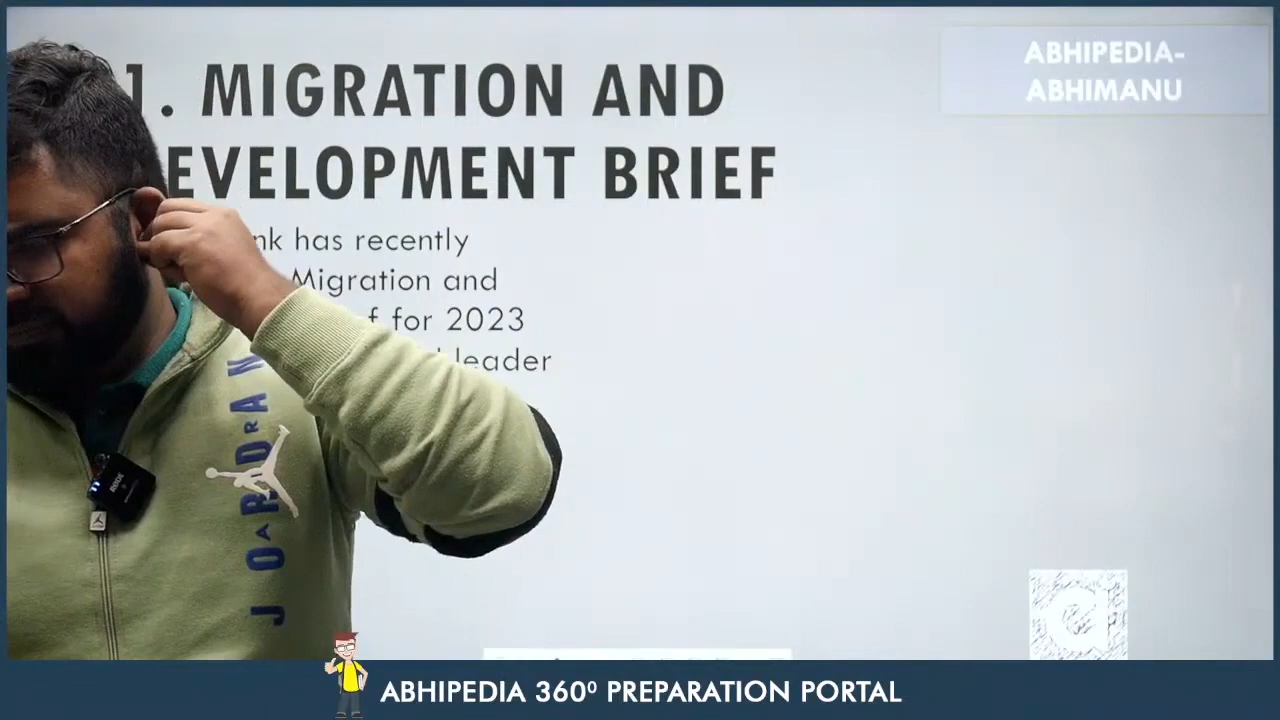 1. MIGRATION AND
EVELOPMENT BRIEF
nk has recently
Migration and
f for 2023
leader
ABHIPEDIA-
ABHIMANU
JORDAN
RØDE
ABHIPEDIA 360⁰ PREPARATION PORTAL